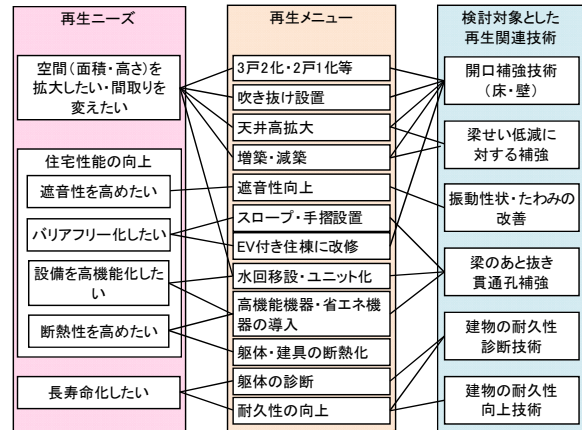 再生ニーズ
空間（面積・高さ）を
拡大したい・間取りを
変えたい
住宅性能の向上
遮音性を高めたい
バリアフリー化したい
設備を高機能化した
い
断熱性を高めたい
長寿命化したい
再生メニュー
3戸2化・2戸1化等
吹き抜け設置
天井高拡大
増築・減築
遮音性向上
スロープ・手摺設置
EV付き住棟に改修
水回移設・ユニット化
高機能機器・省エネ機
器の導入
躯体・建具の断熱化
躯体の診断
耐久性の向上
検討対象とした
再生関連技術
開口補強技術
（床・壁）
梁せい低減に
対する補強
振動性状・たわみの
改善
梁のあと抜き
貫通孔補強
建物の耐久性
診断技術
建物の耐久性
向上技術